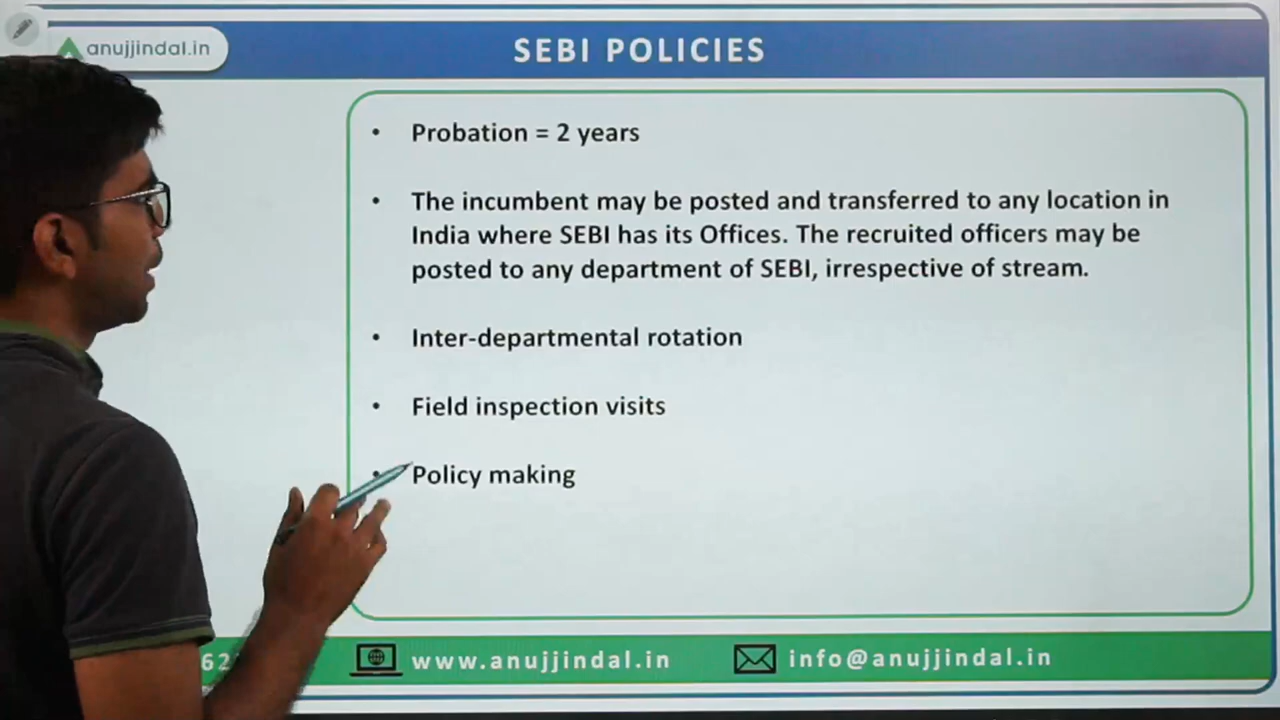 anujjindal.in
SEBI POLICIES
• Probation = 2 years
• The incumbent may be posted and transferred to any location in
India where SEBI has its Offices. The recruited officers may be
posted to any department of SEBI, irrespective of stream.
• Inter-departmental rotation
• Field inspection visits
• Policy making
www.anujjindal.in
info@anujjindal.in